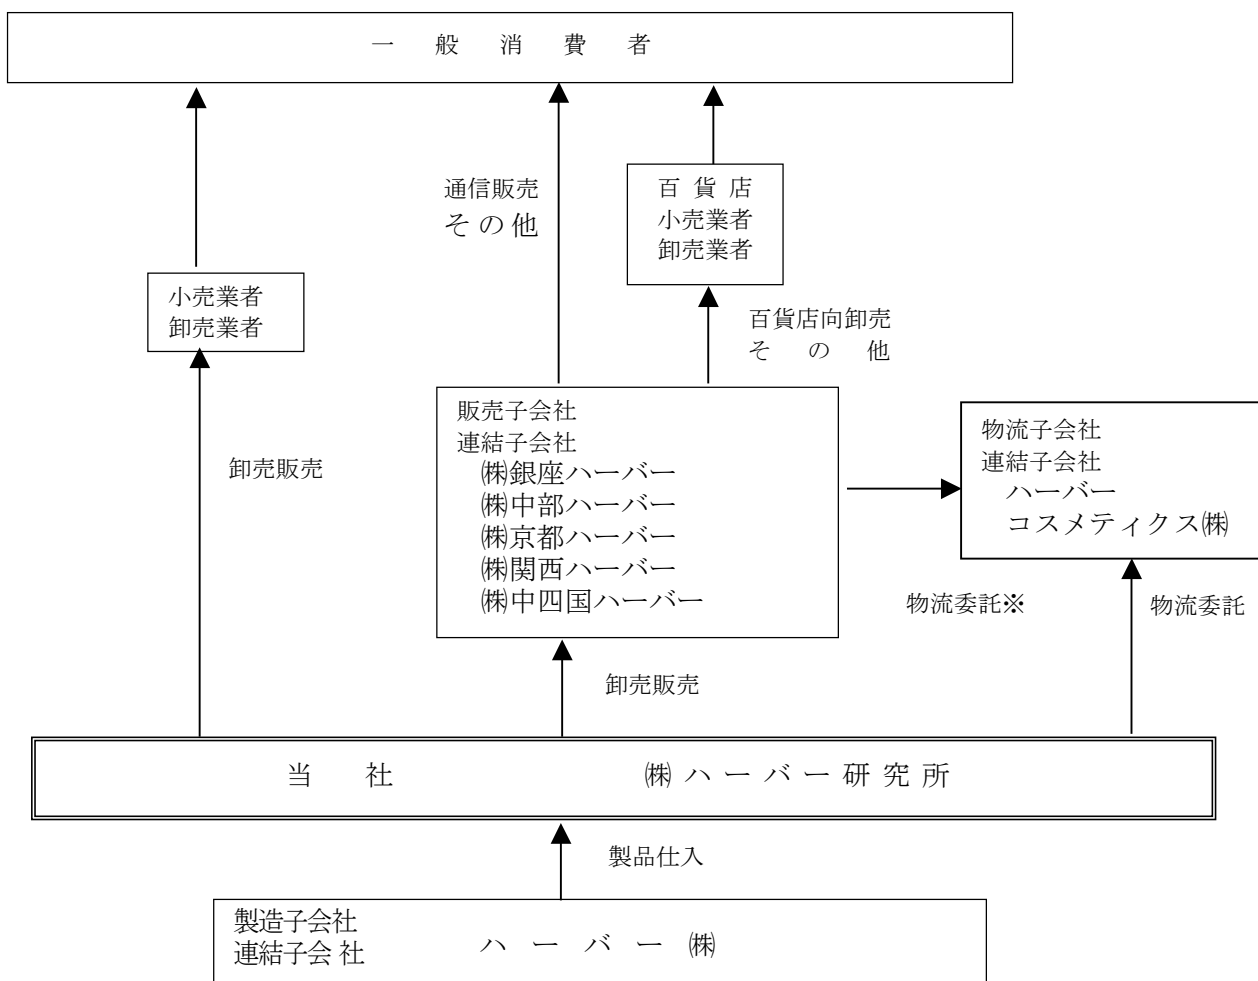 一般消費者
通信販売
その他
百貨店
小売業者
卸売業者
小売業者
卸売業者
百貨店向卸売
その他
卸売販売
販売子会社
連結子会社
㈱銀座ハーバー
㈱中部ハーバー
㈱京都ハーバー
㈱関西ハーバー
㈱中四国ハーバー
物流子会社
連結子会社
ハーバー
コスメティクス㈱
物流委託※
物流委託
卸売販売
当社 ㈱ハーバー研究所
製品仕入
製造子会社
連結子会社
ハーバー㈱